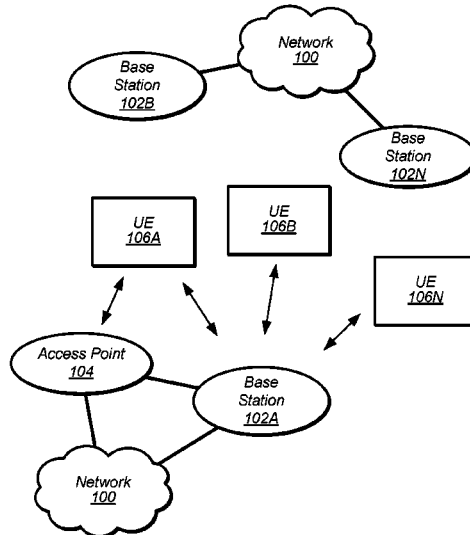 Network
100
Base
Station
102B
Base
Station
102N
UE
106A
UE
106B
UE
106N
Access Point
104
Base
Station
102A
Network
100